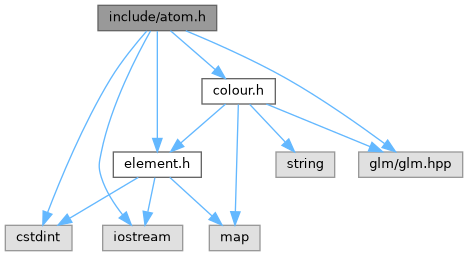 include/atom.h
colour.h
element.h
string
glm/glm.hpp
cstdint
iostream
map